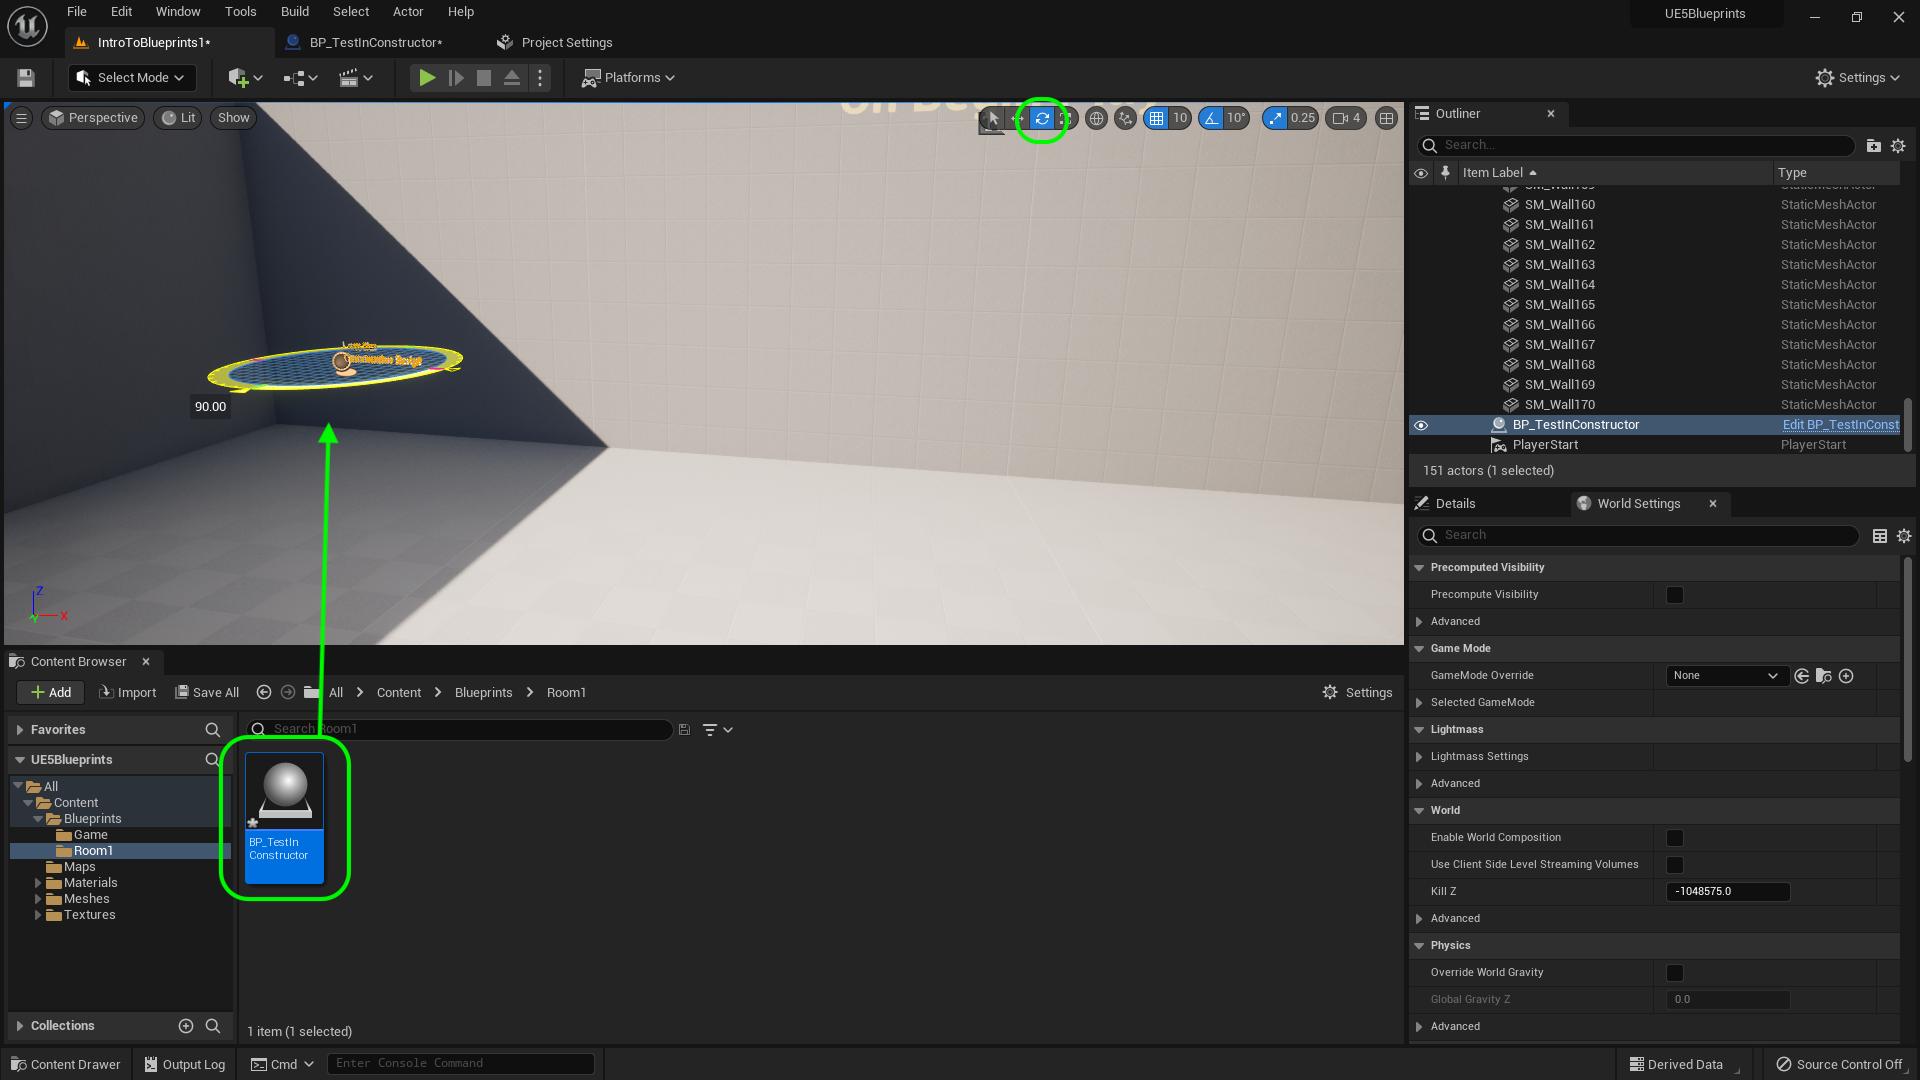 File Edit Window Tools Build Select Actor Help
UE5Blueprints
IntroToBlueprints1*
BP_TestInConstructor*
Project Settings
Select Mode
Platforms
Settings
Perspective
Lit
Show
10
10°
0.25
4
90.00
Z
X
Y
Outliner
Search...
Item Label
Type
SM_Wall160 StaticMeshActor
SM_Wall161 StaticMeshActor
SM_Wall162 StaticMeshActor
SM_Wall163 StaticMeshActor
SM_Wall164 StaticMeshActor
SM_Wall165 StaticMeshActor
SM_Wall166 StaticMeshActor
SM_Wall167 StaticMeshActor
SM_Wall168 StaticMeshActor
SM_Wall169 StaticMeshActor
SM_Wall170 StaticMeshActor
BP_TestInConstructor Edit BP_TestInConst
PlayerStart PlayerStart
151 actors (1 selected)
Details
World Settings
Search
Precomputed Visibility
Precompute Visibility
Advanced
Game Mode
GameMode Override None
Selected GameMode
Lightmass
Lightmass Settings
Advanced
World
Enable World Composition
Use Client Side Level Streaming Volumes
Kill Z -1048575.0
Advanced
Physics
Override World Gravity
Global Gravity Z 0.0
Advanced
Content Browser
Add
Import
Save All
All
Content
Blueprints
Room1
Settings
Favorites
Search Room1
UE5Blueprints
All
Content
Blueprints
Game
Room1
Maps
Materials
Meshes
Textures
BP_TestIn
Constructor
Collections
1 item (1 selected)
Content Drawer
Output Log
Cmd
Enter Console Command
Derived Data
Source Control Off